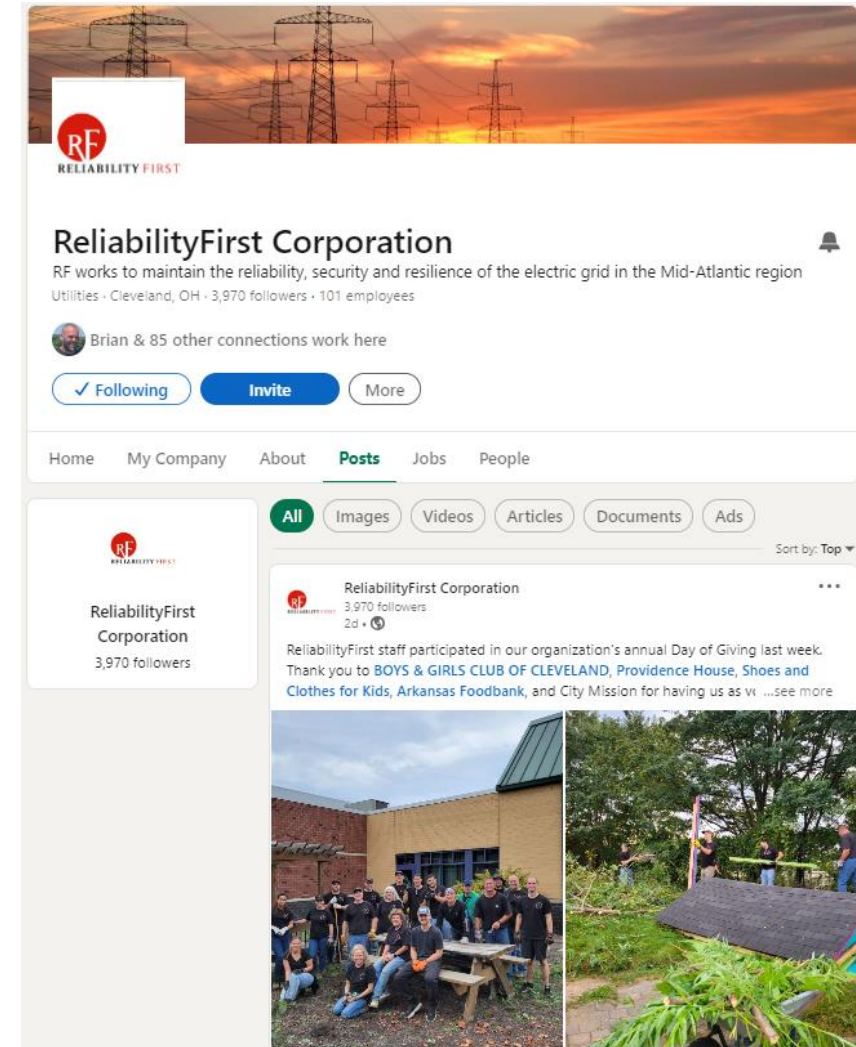 RF
RELIABILITY FIRST
ReliabilityFirst Corporation
RF works to maintain the reliability, security and resilience of the electric grid in the Mid-Atlantic region
Utilities · Cleveland, OH · 3,970 followers · 101 employees
Brian & 85 other connections work here
✓ Following Invite More
Home My Company About Posts Jobs People
All Images Videos Articles Documents Ads
Sort by: Top
RF
RELIABILITY FIRST
ReliabilityFirst
Corporation
3,970 followers
RF
RELIABILITY FIRST
ReliabilityFirst Corporation
3,970 followers
2d •
ReliabilityFirst staff participated in our organization's annual Day of Giving last week.
Thank you to BOYS & GIRLS CLUB OF CLEVELAND, Providence House, Shoes and
Clothes for Kids, Arkansas Foodbank, and City Mission for having us as ...see more